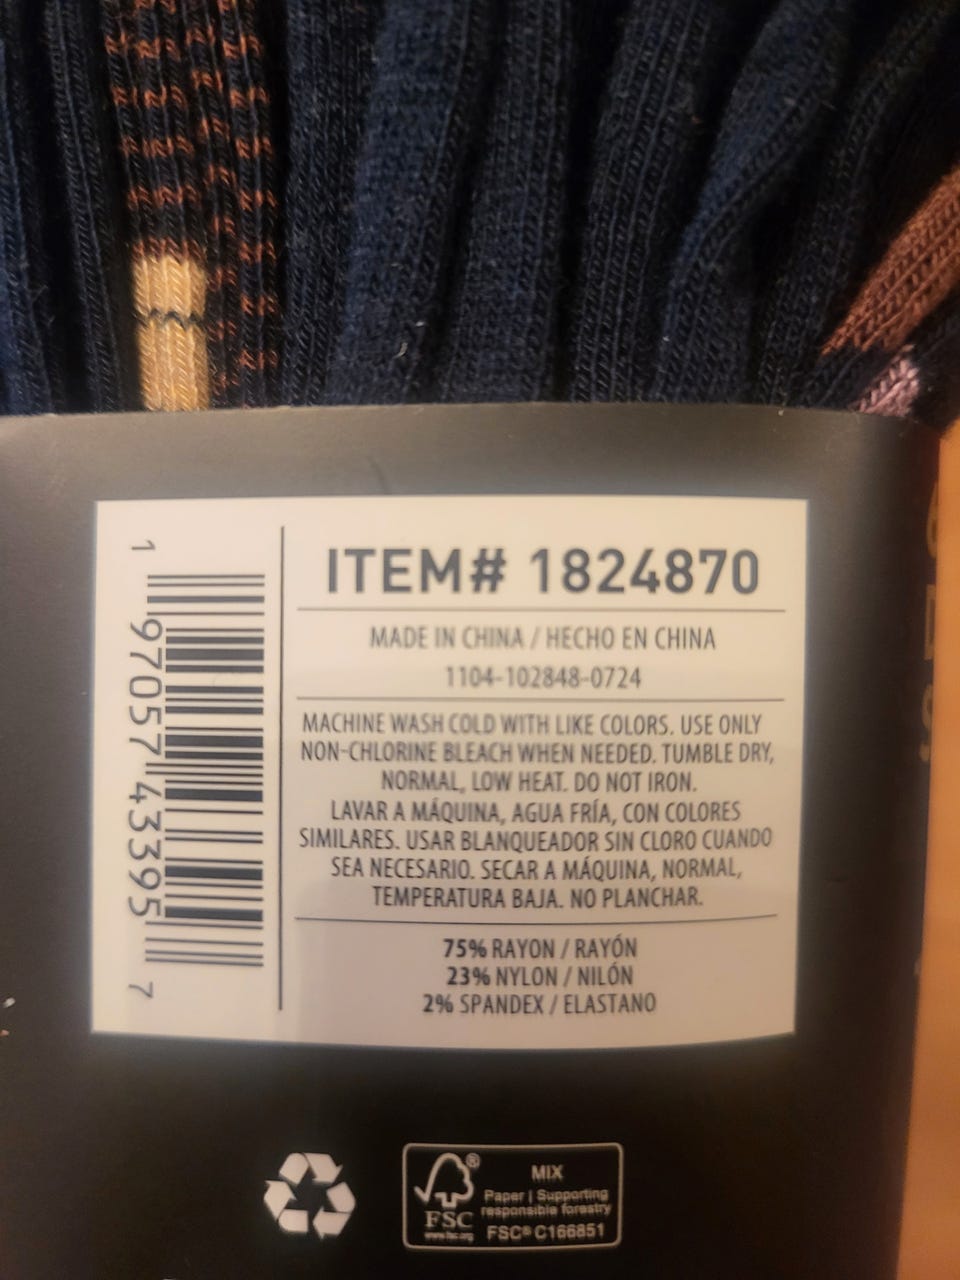 ITEM# 1824870
MADE IN CHINA / HECHO EN CHINA
1104-102848-0724
MACHINE WASH COLD WITH LIKE COLORS. USE ONLY
NON-CHLORINE BLEACH WHEN NEEDED. TUMBLE DRY,
NORMAL, LOW HEAT. DO NOT IRON.
LAVAR A MÁQUINA, AGUA FRÍA, CON COLORES
SIMILARES. USAR BLANQUEADOR SIN CLORO CUANDO
SEA NECESARIO. SECAR A MÁQUINA, NORMAL,
TEMPERATURA BAJA. NO PLANCHAR.
75% RAYON / RAYÓN
23% NYLON / NILÓN
2% SPANDEX / ELASTANO
1 97057 43395 7
FSC®
www.fsc.org
MIX
Paper | Supporting
responsible forestry
FSC® C166851